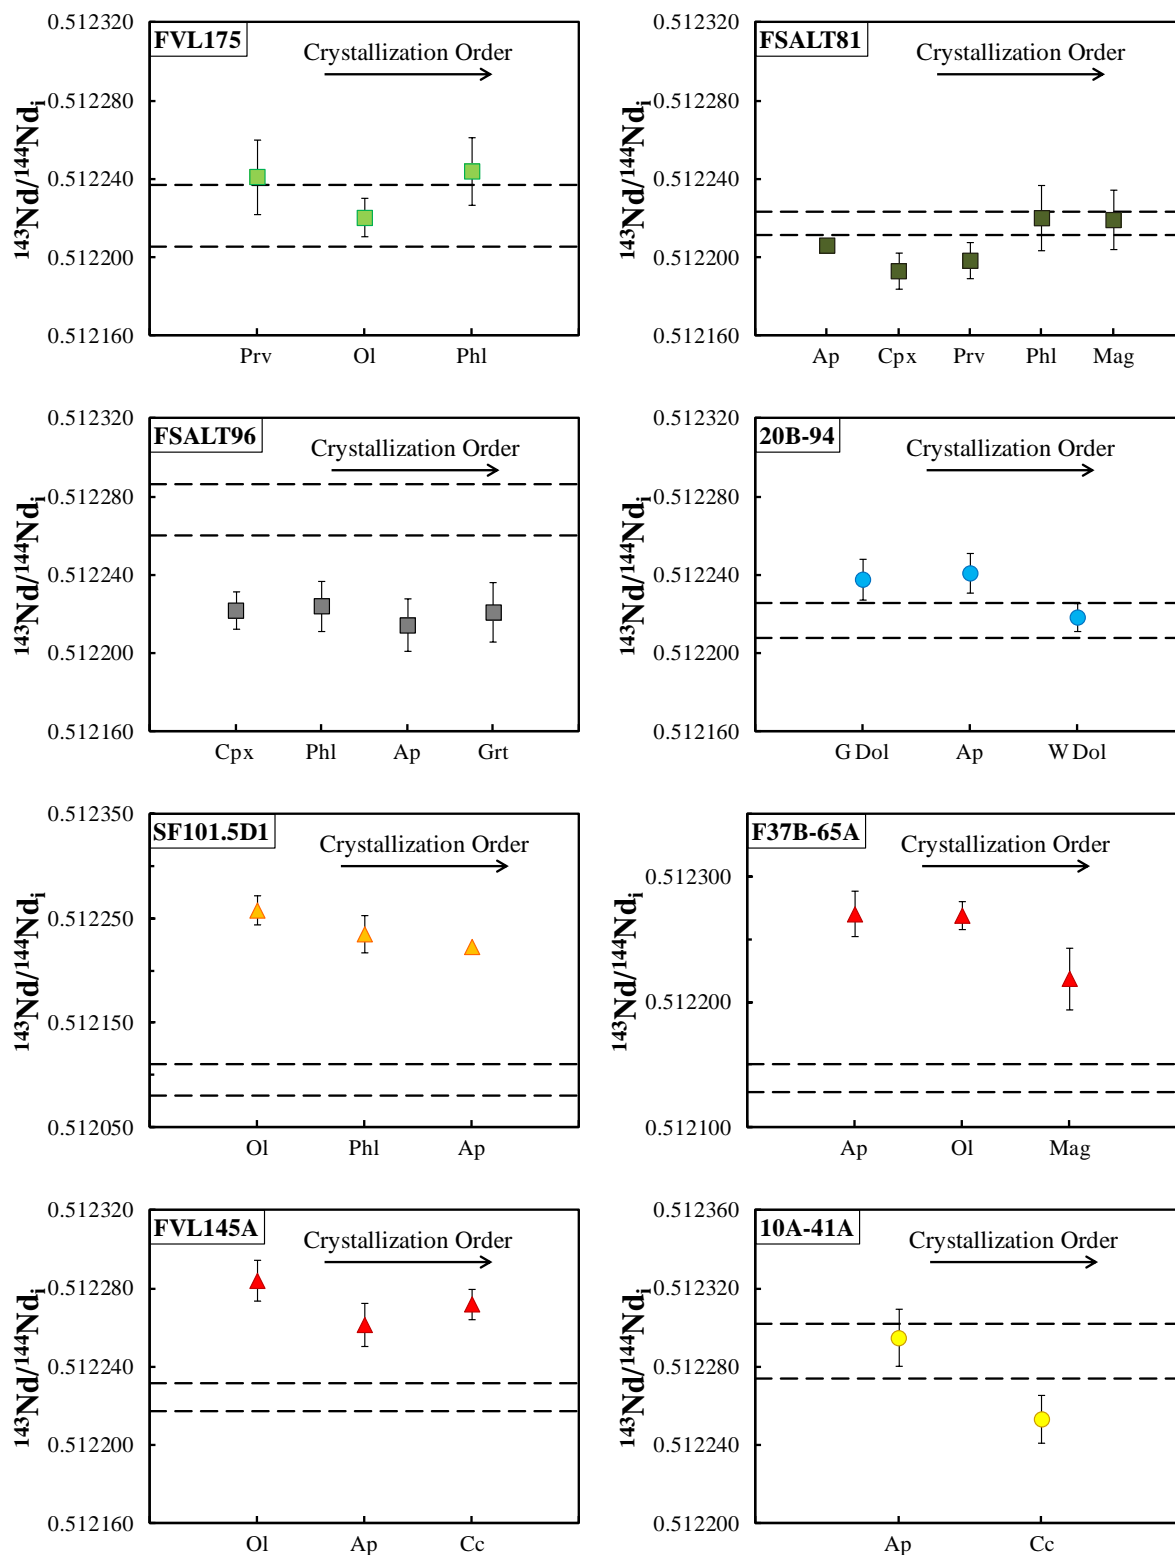 FVL175
Crystallization Order
143Nd/144Ndi
0.512320
0.512280
0.512240
0.512200
0.512160
Prv Ol Phl
FSALT81
Crystallization Order
143Nd/144Ndi
0.512320
0.512280
0.512240
0.512200
0.512160
Ap Cpx Prv Phl Mag
FSALT96
Crystallization Order
143Nd/144Ndi
0.512320
0.512280
0.512240
0.512200
0.512160
Cpx Phl Ap Grt
20B-94
Crystallization Order
143Nd/144Ndi
0.512320
0.512280
0.512240
0.512200
0.512160
G Dol Ap W Dol
SF101.5D1
Crystallization Order
143Nd/144Ndi
0.512350
0.512250
0.512150
0.512050
Ol Phl Ap
F37B-65A
Crystallization Order
143Nd/144Ndi
0.512300
0.512200
0.512100
Ap Ol Mag
FVL145A
Crystallization Order
143Nd/144Ndi
0.512320
0.512280
0.512240
0.512200
0.512160
Ol Ap Cc
10A-41A
Crystallization Order
143Nd/144Ndi
0.512360
0.512320
0.512280
0.512240
0.512200
Ap Cc